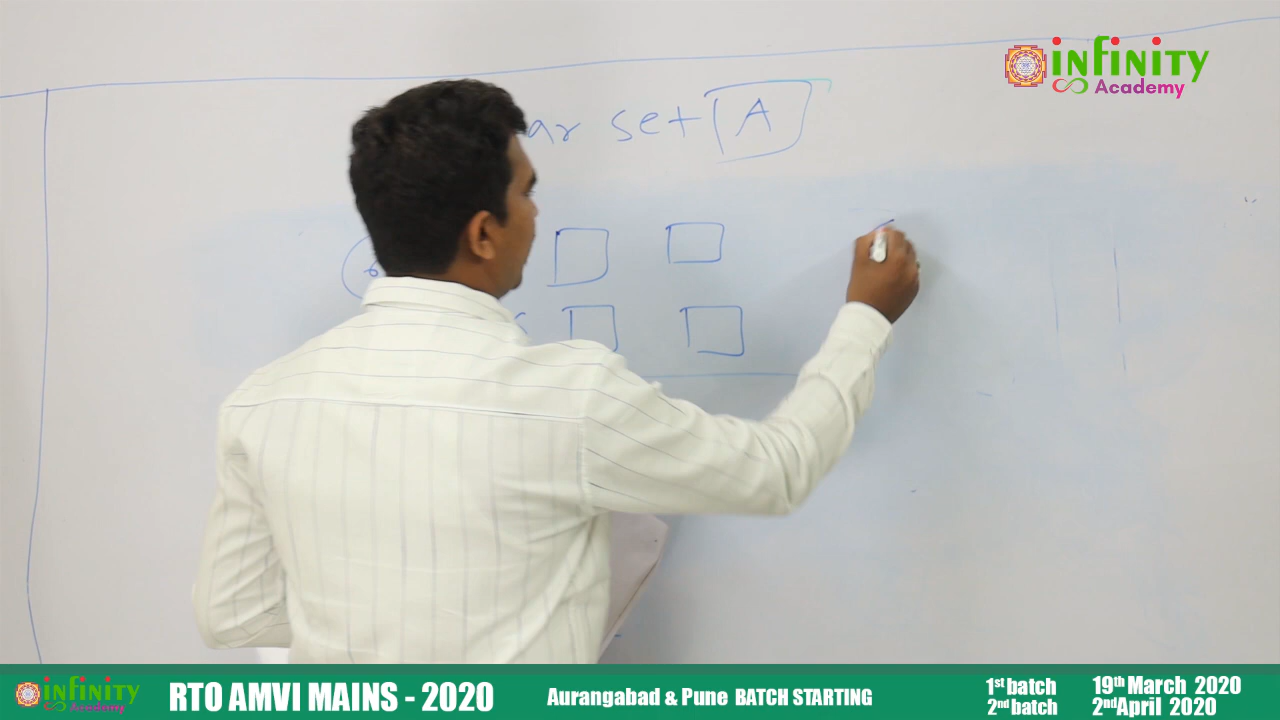 infinity
Academy
ar set A
infinity
Academy
RTO AMVI MAINS - 2020
Aurangabad & Pune BATCH STARTING
1st batch 19th March 2020
2nd batch 2nd April 2020